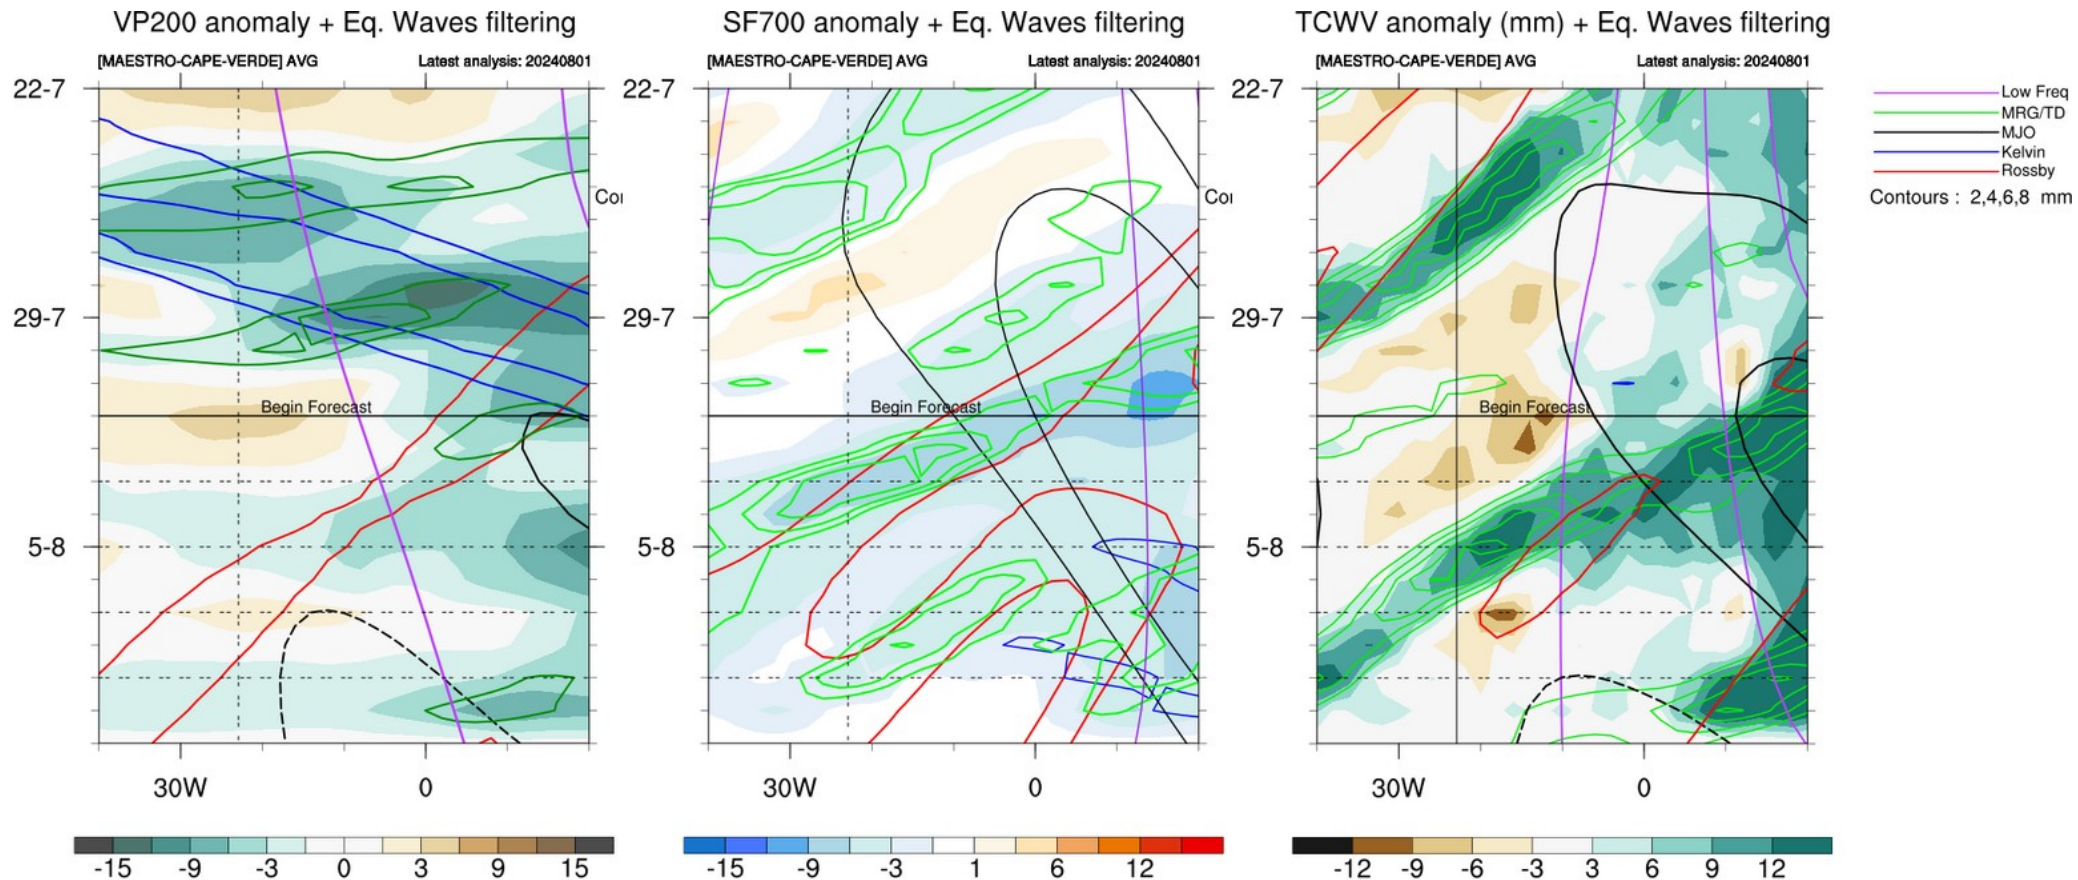 VP200 anomaly + Eq. Waves filtering
[MAESTRO-CAPE-VERDE] AVG Latest analysis: 20240801
22-7
29-7
5-8
Begin Forecast
30W 0
-15 -9 -3 0 3 9 15
Coı
SF700 anomaly + Eq. Waves filtering
[MAESTRO-CAPE-VERDE] AVG Latest analysis: 20240801
22-7
29-7
5-8
Begin Forecast
30W 0
-15 -9 -3 1 6 12
Coı
TCWV anomaly (mm) + Eq. Waves filtering
[MAESTRO-CAPE-VERDE] AVG Latest analysis: 20240801
22-7
29-7
5-8
Begin Forecast
30W 0
-12 -9 -6 -3 3 6 9 12
Low Freq
MRG/TD
MJO
Kelvin
Rossby
Contours : 2,4,6,8 mm